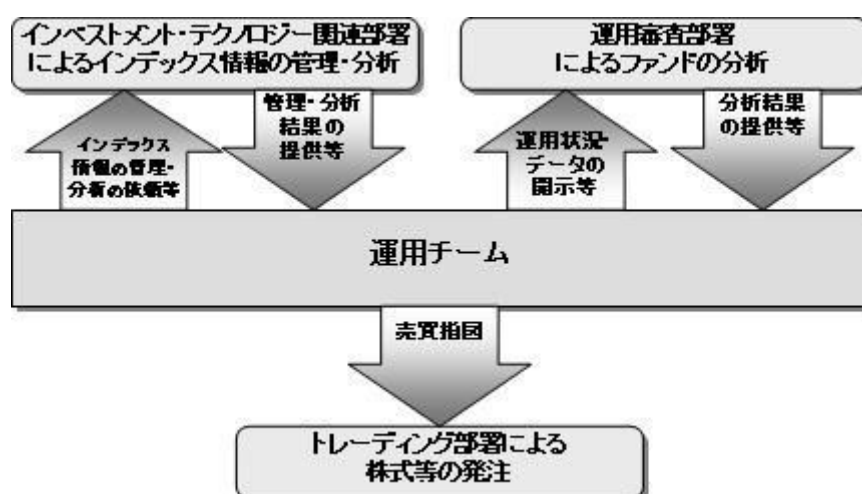 インベストメント・テクノロジー関連部署
によるインデックス情報の管理・分析
運用審査部署
によるファンドの分析
インデックス
情報の管理・
分析の依頼等
管理・分析
結果の
提供等
運用状況・
データの
開示等
分析結果
の提供等
運用チーム
売買指図
トレーディング部署による
株式等の発注